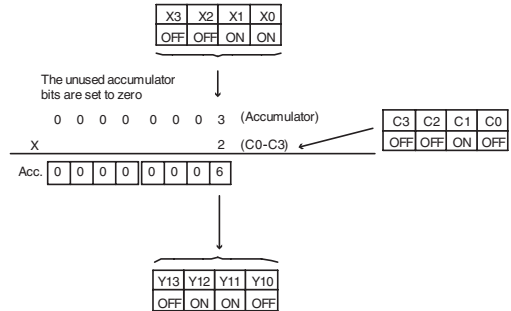 X3 X2 X1 X0
OFF OFF ON ON
The unused accumulator
bits are set to zero
0 0 0 0 0 0 0 3 (Accumulator)
C3 C2 C1 C0
X 2 (C0-C3)
OFF OFF ON OFF
Acc. 0 0 0 0 0 0 0 6
Y13 Y12 Y11 Y10
OFF ON ON OFF